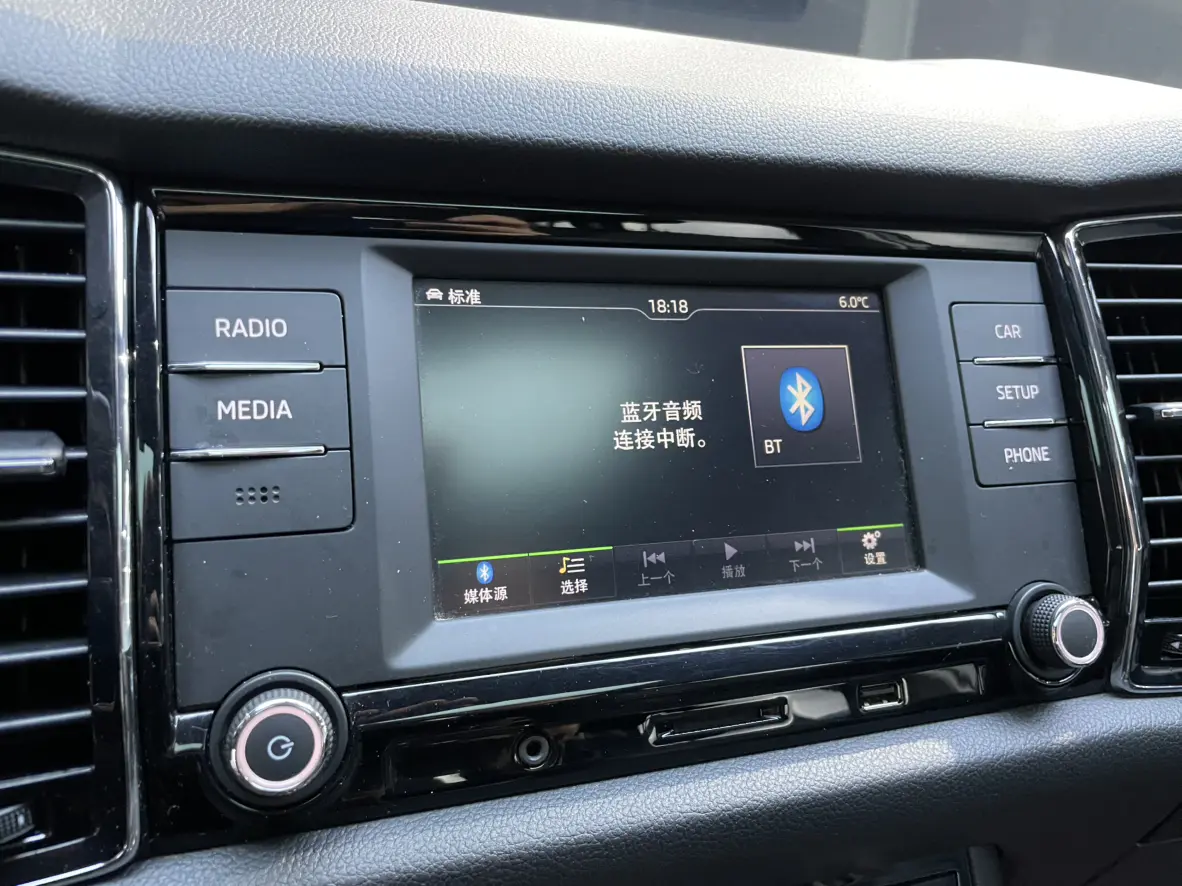 RADIO
MEDIA
标准
18:18
6.0°C
蓝牙音频
连接中断。
BT
媒体源
选择
上一个
播放
下一个
设置
CAR
SETUP
PHONE